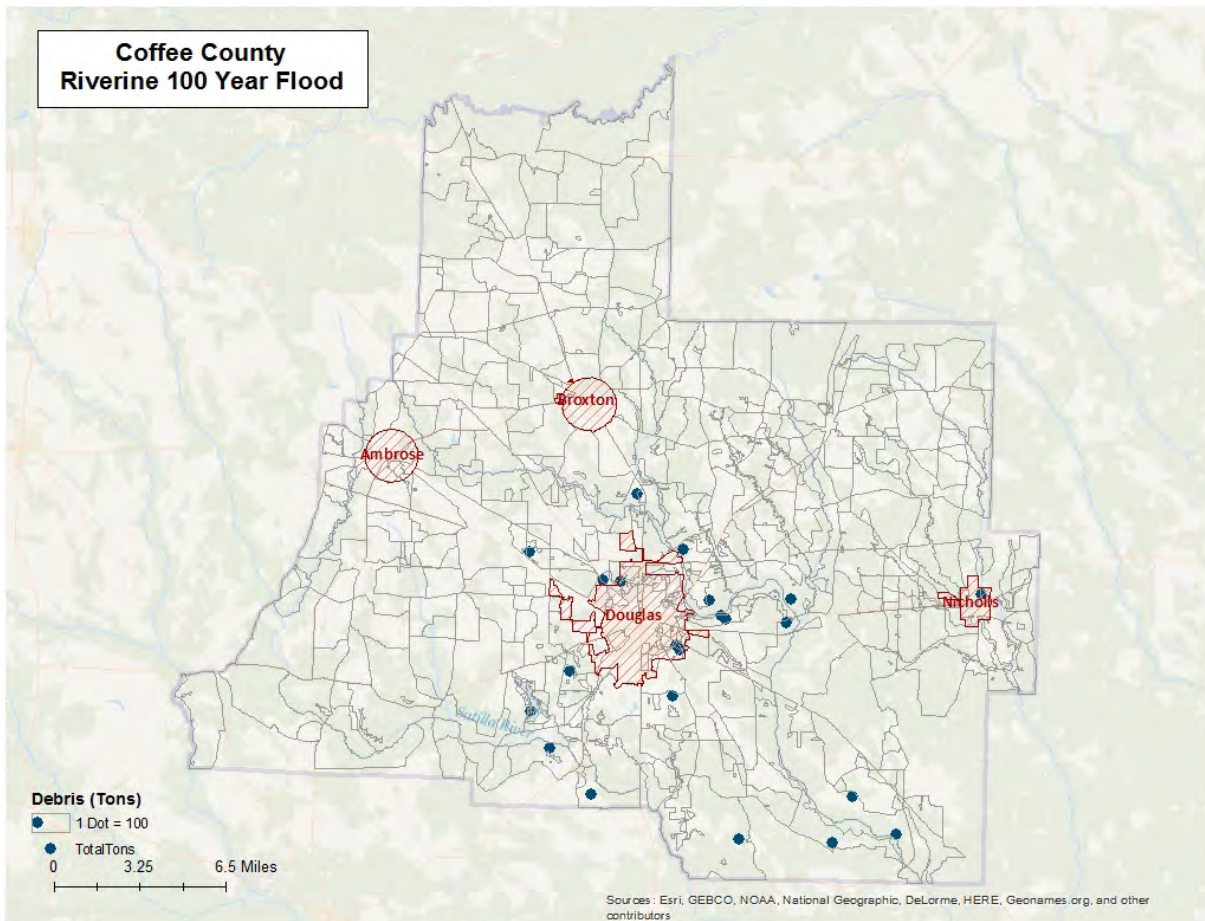 Coffee County
Riverine 100 Year Flood
Broxton
Ambrose
Douglas
Nicholls
Satilla River
Debris (Tons)
1 Dot = 100
TotalTons
0 3.25 6.5 Miles
Sources: Esri, GEBCO, NOAA, National Geographic, DeLorme, HERE, Geonames.org, and other
contributors